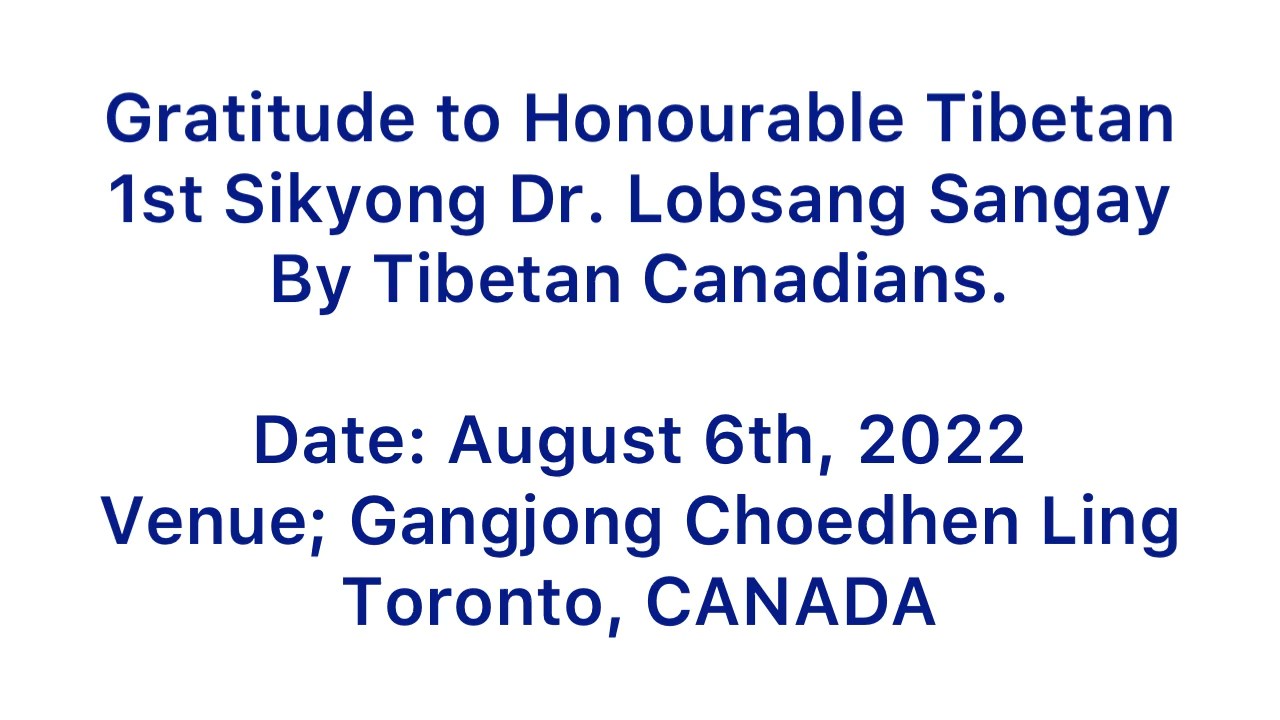 Gratitude to Honourable Tibetan
1st Sikyong Dr. Lobsang Sangay
By Tibetan Canadians.
Date: August 6th, 2022
Venue; Gangjong Choedhen Ling
Toronto, CANADA